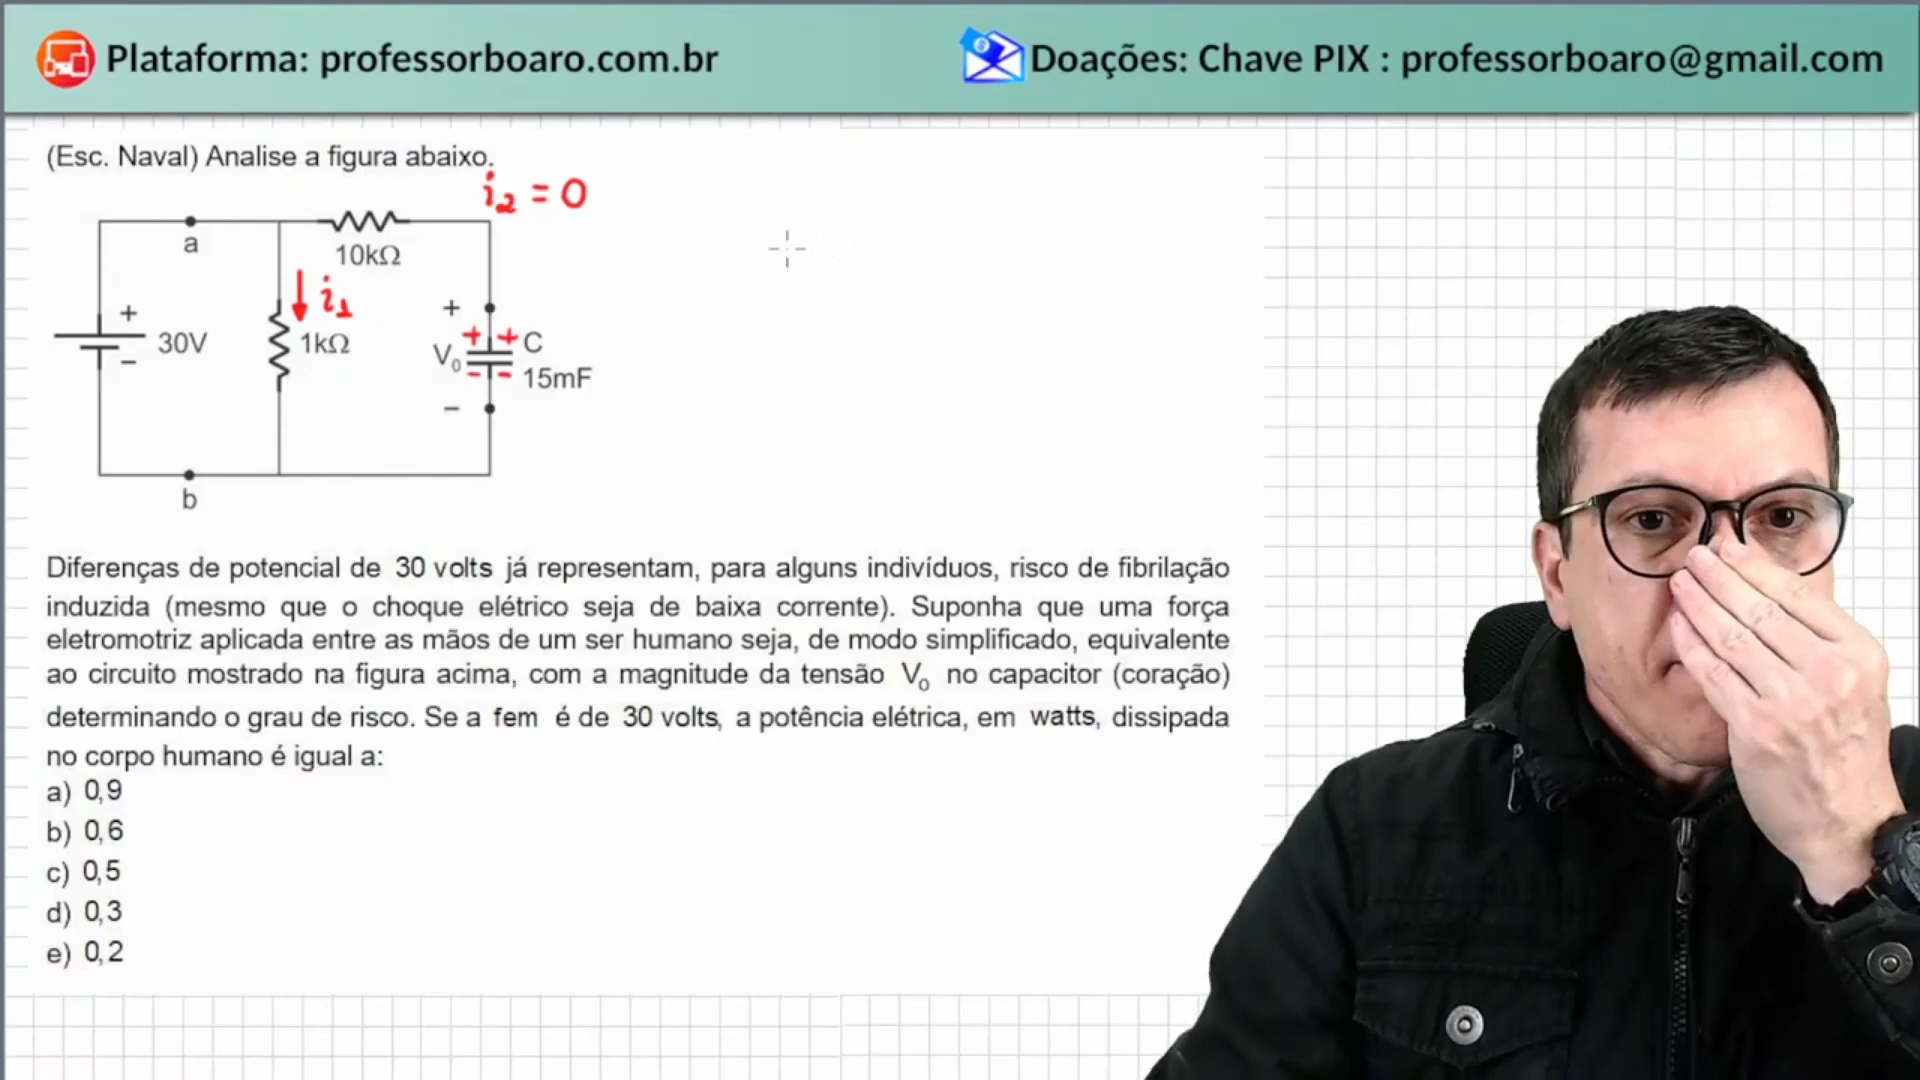 Plataforma: professorboaro.com.br
Doações: Chave PIX : professorboaro@gmail.com
(Esc. Naval) Analise a figura abaixo.
i₂ = 0
a
10kΩ
i₁
+
+
+ +
30V
1kΩ
V₀
C
15mF
−
- -
−
b
Diferenças de potencial de 30 volts já representam, para alguns indivíduos, risco de fibrilação
induzida (mesmo que o choque elétrico seja de baixa corrente). Suponha que uma força
eletromotriz aplicada entre as mãos de um ser humano seja, de modo simplificado, equivalente
ao circuito mostrado na figura acima, com a magnitude da tensão V₀ no capacitor (coração)
determinando o grau de risco. Se a fem é de 30 volts, a potência elétrica, em watts, dissipada
no corpo humano é igual a:
a) 0,9
b) 0,6
c) 0,5
d) 0,3
e) 0,2